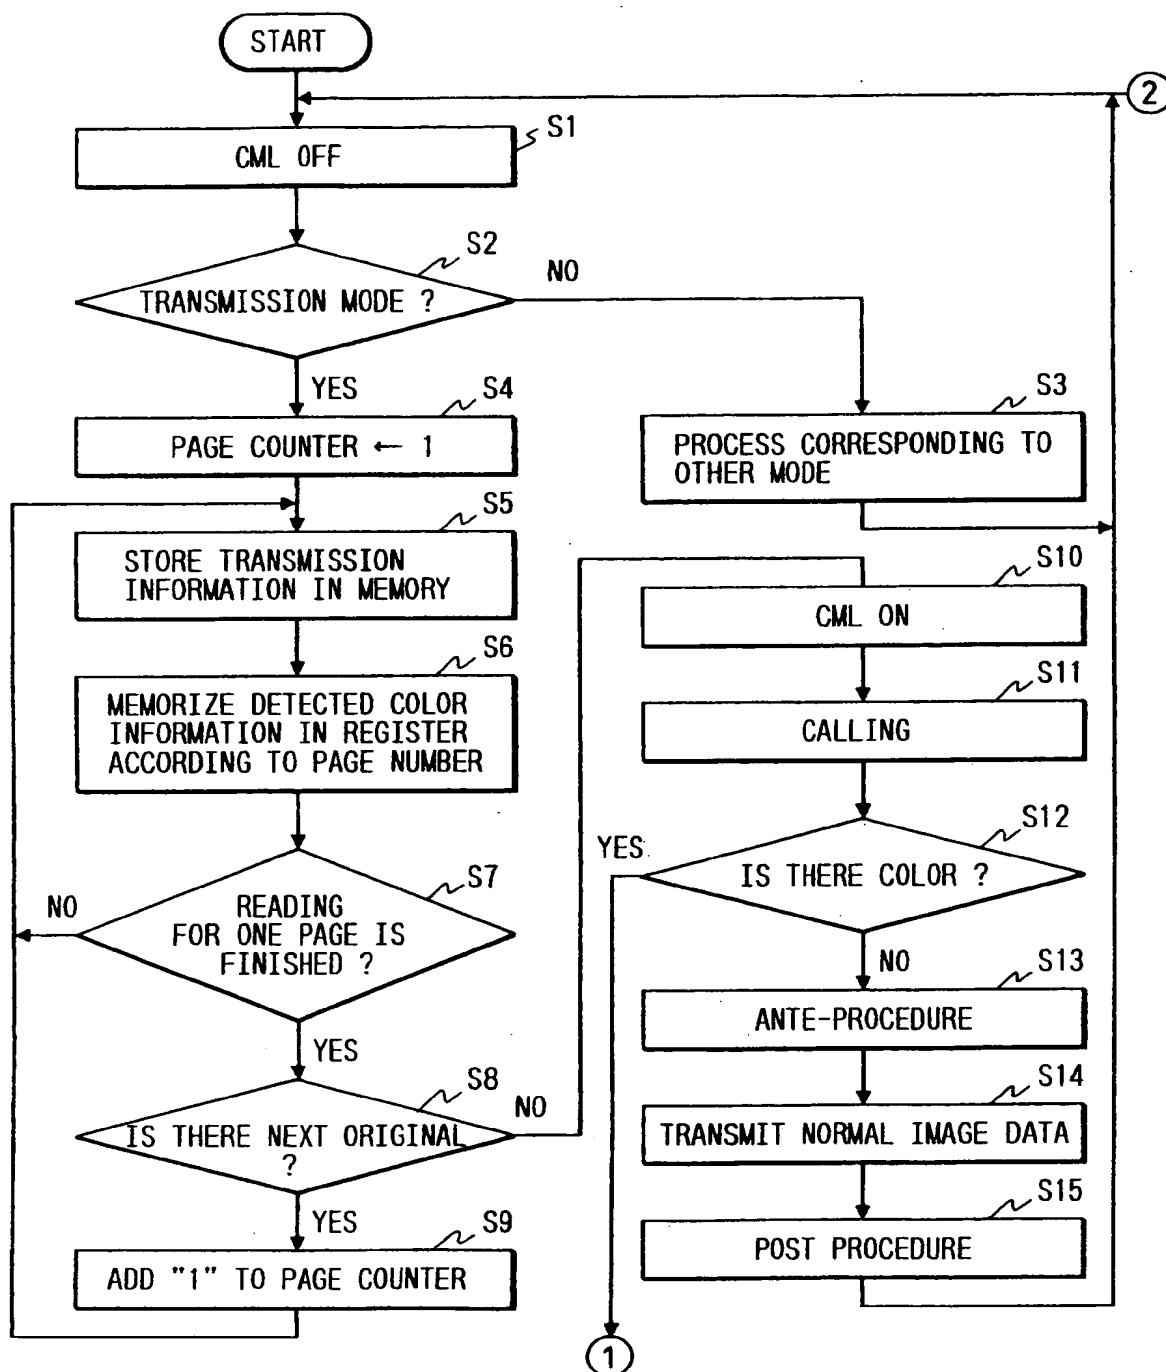 START
2
S1
CML OFF
S2
TRANSMISSION MODE ?
NO
YES
S4
PAGE COUNTER ← 1
S3
PROCESS CORRESPONDING TO
OTHER MODE
S5
STORE TRANSMISSION
INFORMATION IN MEMORY
S6
MEMORIZE DETECTED COLOR
INFORMATION IN REGISTER
ACCORDING TO PAGE NUMBER
S7
READING
FOR ONE PAGE IS
FINISHED ?
NO
YES
S8
IS THERE NEXT ORIGINAL
?
NO
YES
S9
ADD "1" TO PAGE COUNTER
S10
CML ON
S11
CALLING
S12
IS THERE COLOR ?
YES
NO
S13
ANTE-PROCEDURE
S14
TRANSMIT NORMAL IMAGE DATA
S15
POST PROCEDURE
1